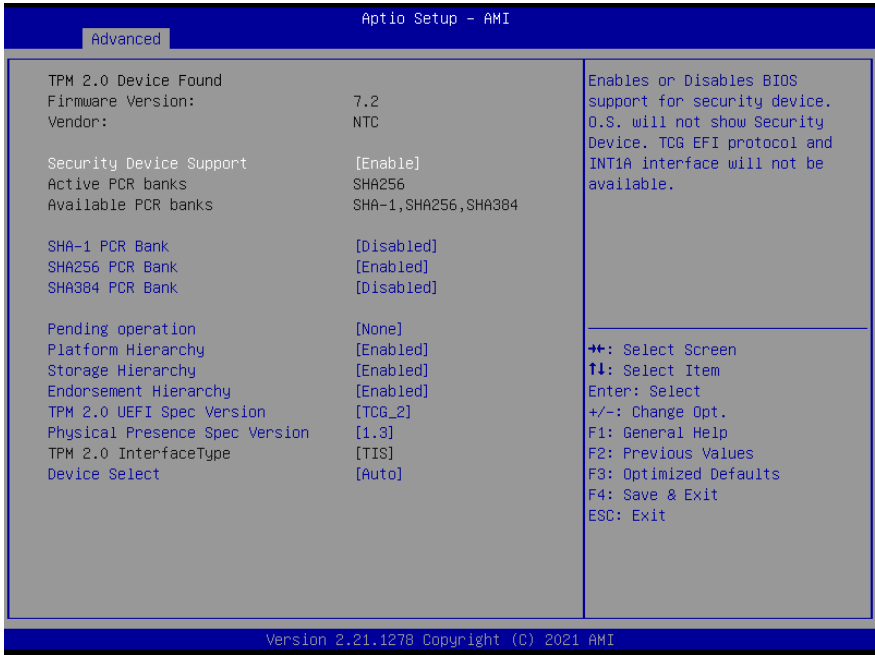 Aptio Setup – AMI
Advanced
TPM 2.0 Device Found
Firmware Version: 7.2
Vendor: NTC
Security Device Support [Enable]
Active PCR banks SHA256
Available PCR banks SHA-1,SHA256,SHA384
SHA-1 PCR Bank [Disabled]
SHA256 PCR Bank [Enabled]
SHA384 PCR Bank [Disabled]
Pending operation [None]
Platform Hierarchy [Enabled]
Storage Hierarchy [Enabled]
Endorsement Hierarchy [Enabled]
TPM 2.0 UEFI Spec Version [TCG_2]
Physical Presence Spec Version [1.3]
TPM 2.0 InterfaceType [TIS]
Device Select [Auto]
Enables or Disables BIOS
support for security device.
O.S. will not show Security
Device. TCG EFI protocol and
INT1A interface will not be
available.
→←: Select Screen
↑↓: Select Item
Enter: Select
+/-: Change Opt.
F1: General Help
F2: Previous Values
F3: Optimized Defaults
F4: Save & Exit
ESC: Exit
Version 2.21.1278 Copyright (C) 2021 AMI